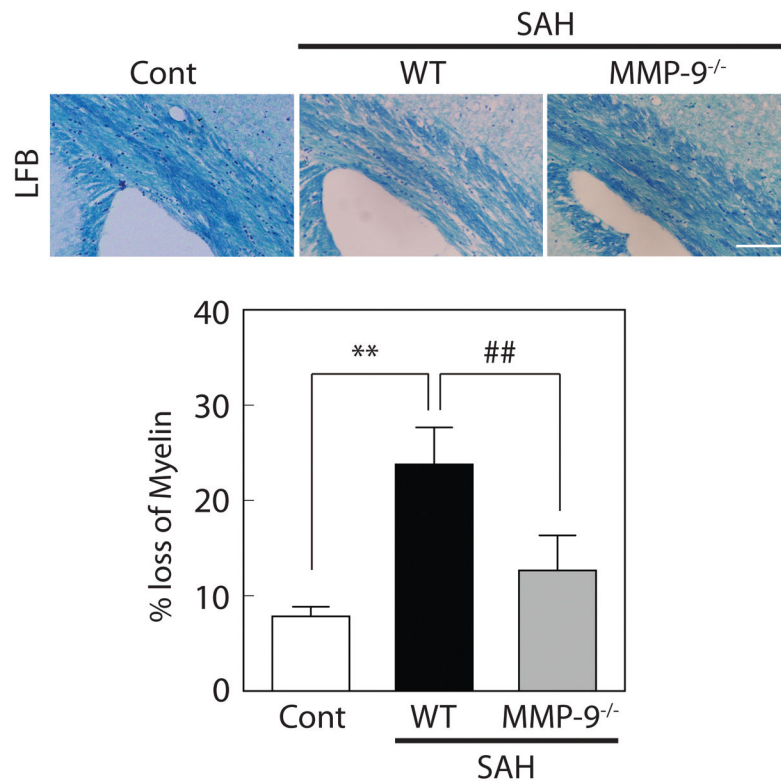 SAH
Cont WT MMP-9-/-
LFB
40
30
20
10
0
% loss of Myelin
** ##
Cont WT MMP-9-/-
SAH